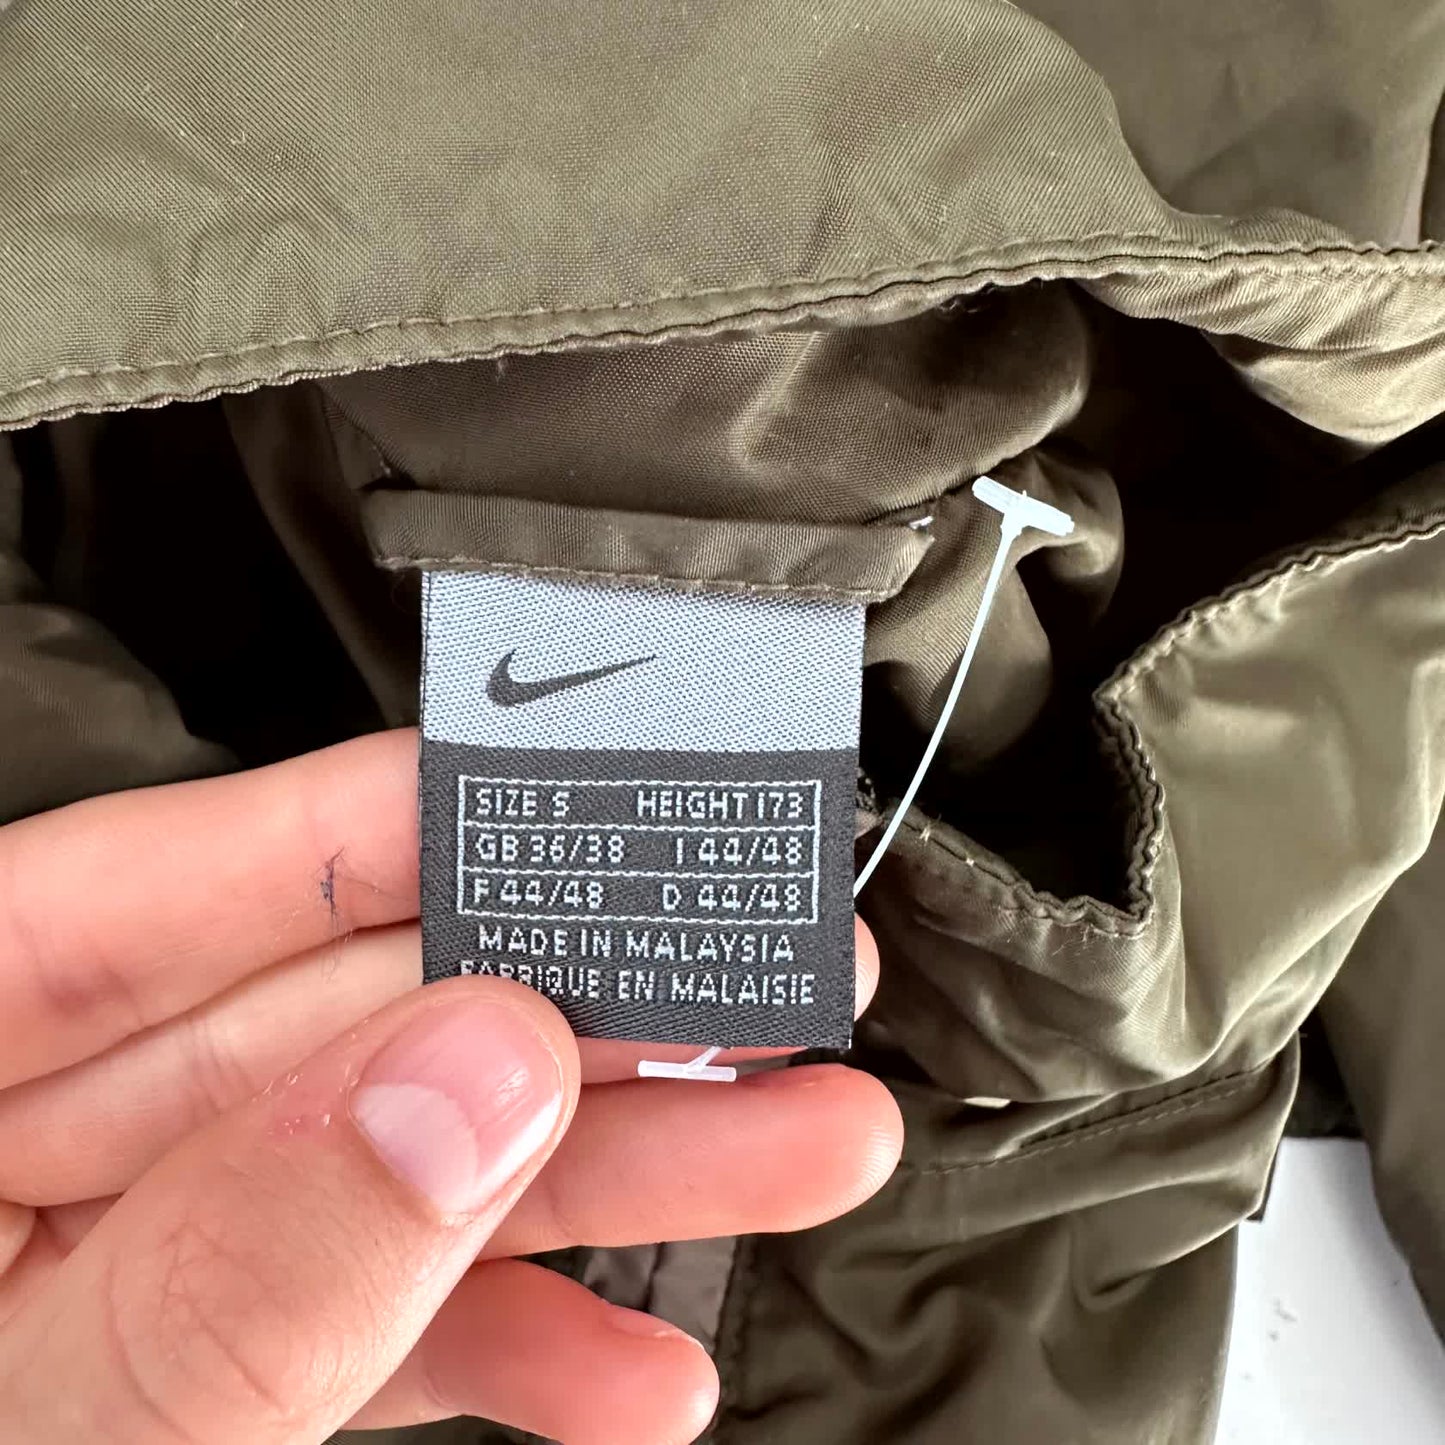 SIZE S HEIGHT 173
GB 36/38 I 44/48
F 44/48 D 44/48
MADE IN MALAYSIA
FABRIQUE EN MALAISIE